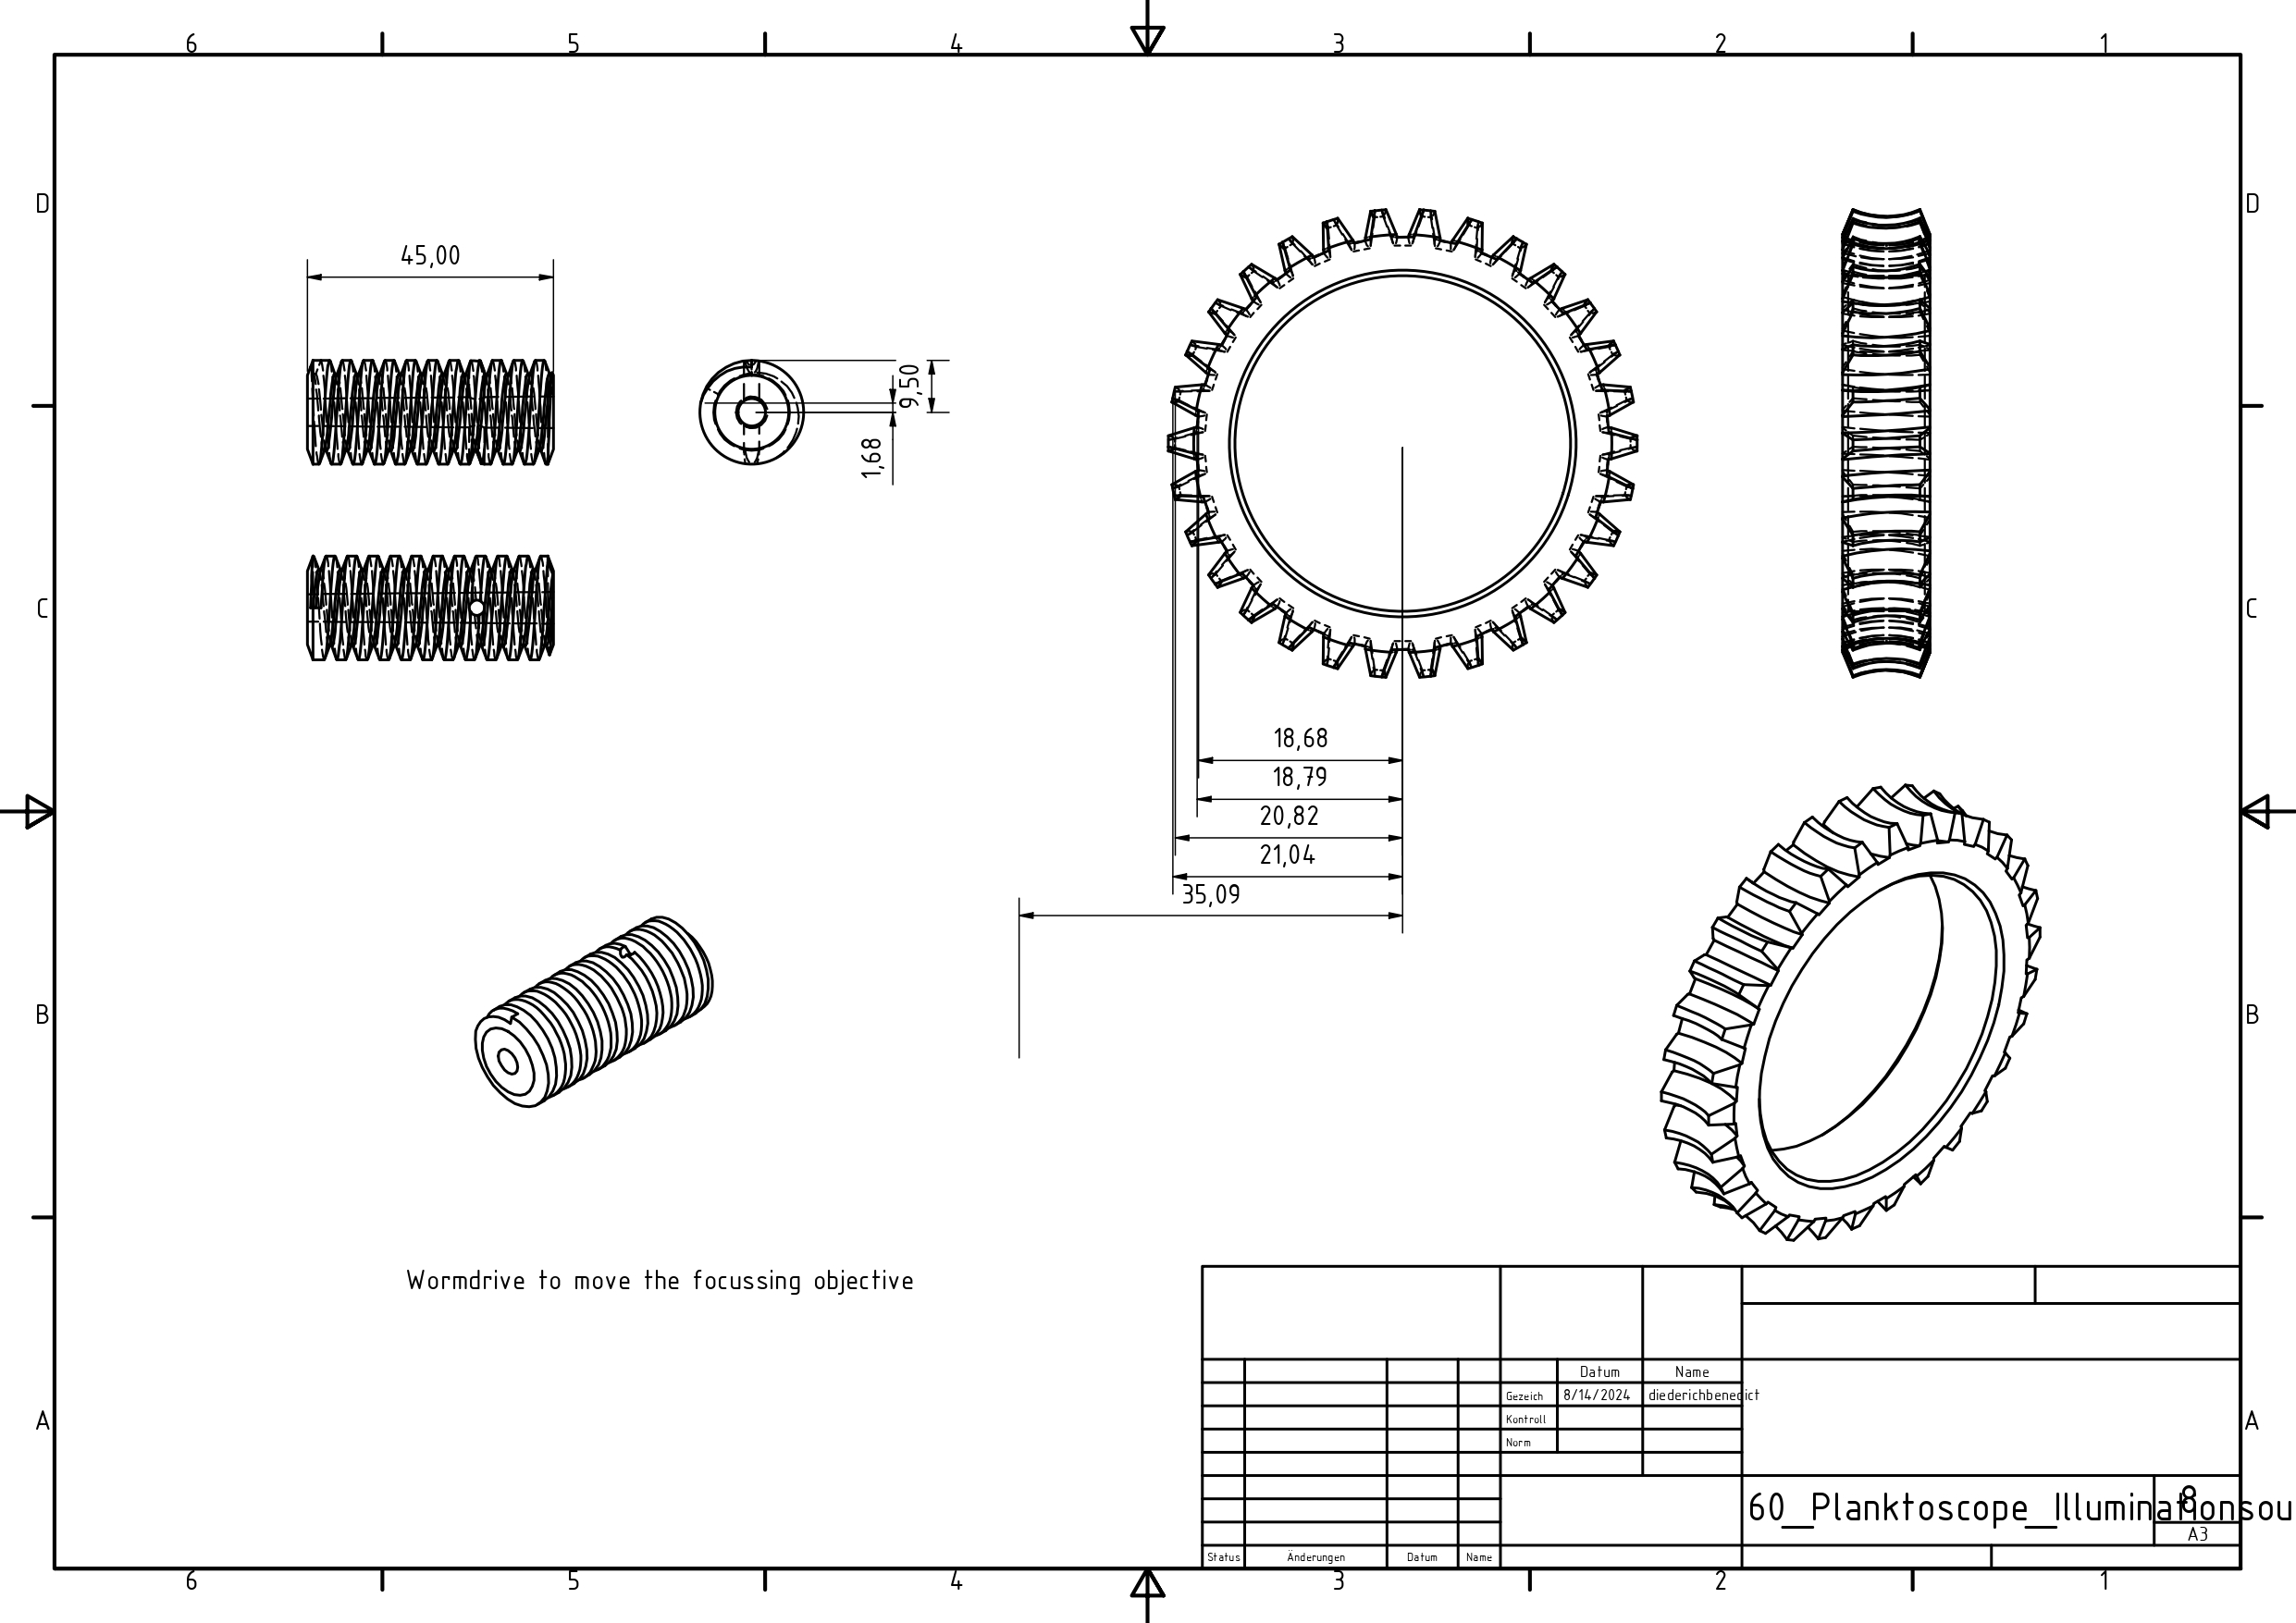 6 5 4 3 2 1
D D
45,00
9,50
1,68
C C
18,68
18,79
20,82
21,04
35,09
B B
Wormdrive to move the focussing objective
Datum Name
Gezeich 8/14/2024 diederichbenedict
Kontroll
A A
Norm
60_Planktoscope_Illuminationsou
8
A3
Status Änderungen Datum Name
6 5 4 3 2 1